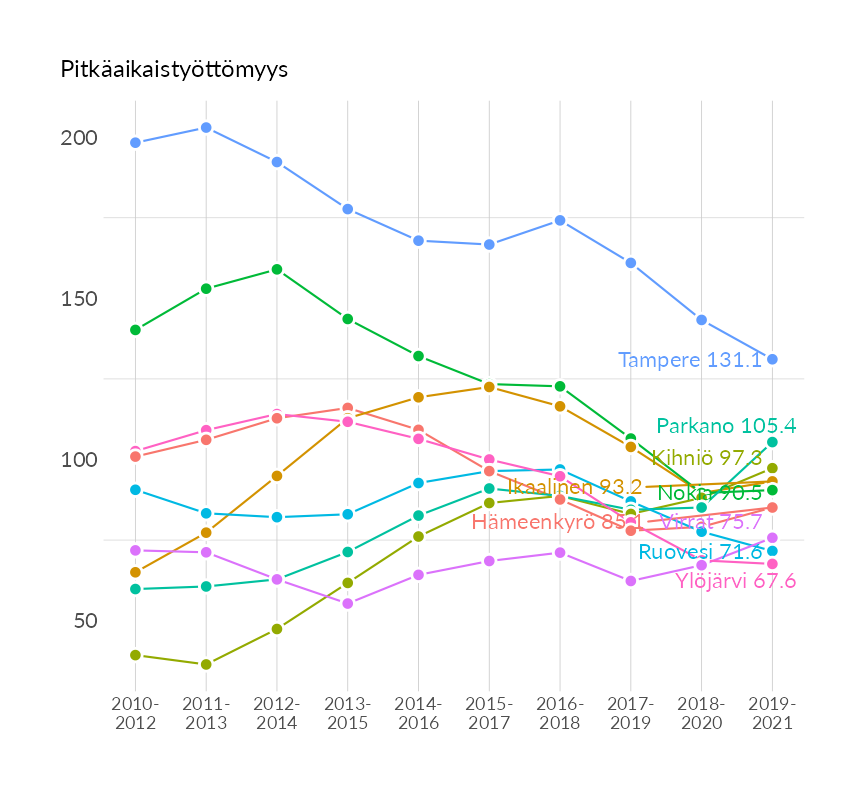 Pitkäaikaistyöttömyys
200
150
100
50
Tampere 131.1
Parkano 105.4
Kihniö 97.3
Ikaalinen 93.2
Nokia 90.5
Hämeenkyrö 85.1
Virrat 75.7
Ruovesi 71.6
Ylöjärvi 67.6
2010-
2012
2011-
2013
2012-
2014
2013-
2015
2014-
2016
2015-
2017
2016-
2018
2017-
2019
2018-
2020
2019-
2021